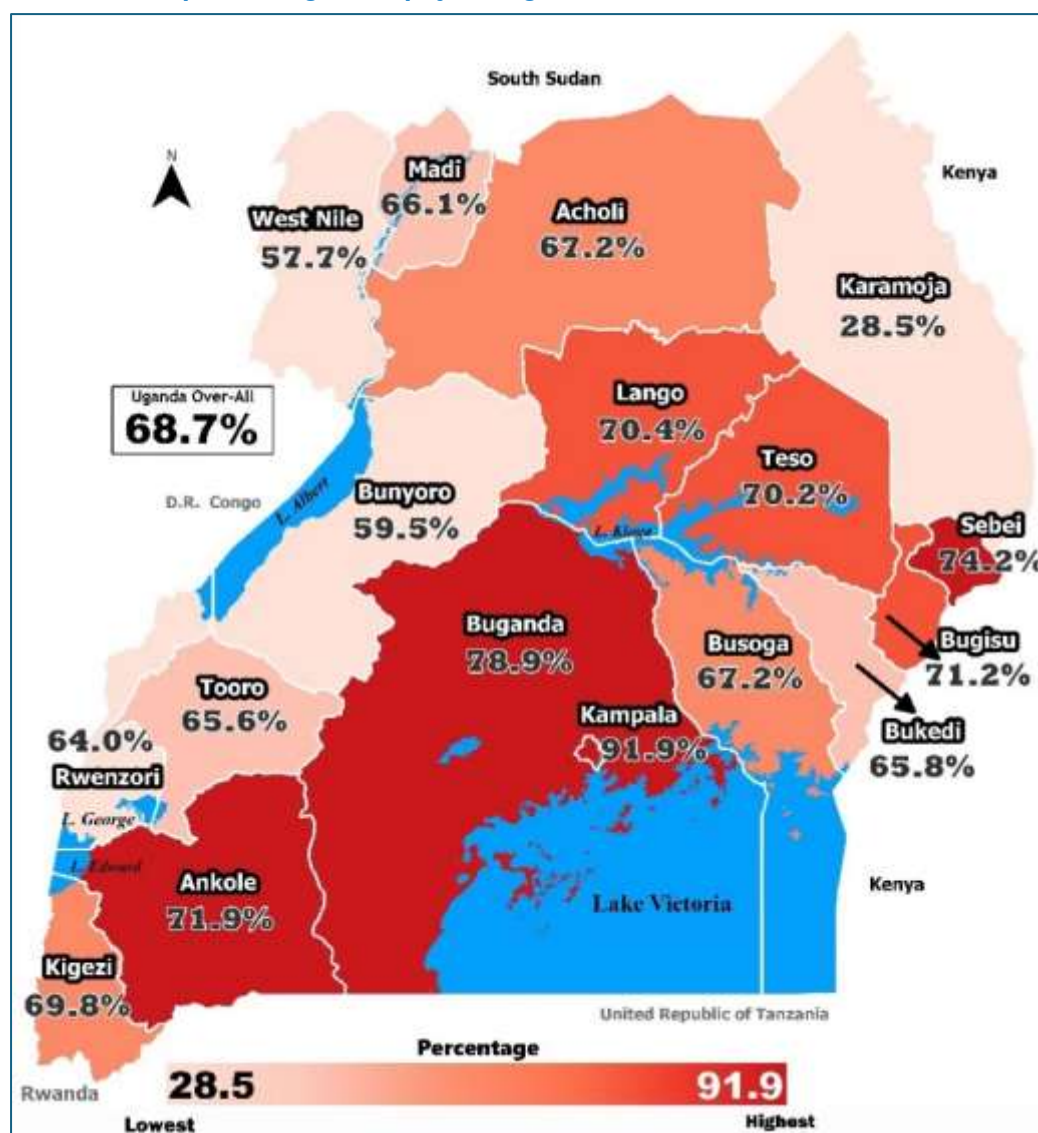 South Sudan
N
Kenya
Madi
66.1%
West Nile
57.7%
Acholi
67.2%
Karamoja
28.5%
Uganda Over-All
68.7%
Lango
70.4%
Teso
70.2%
D.R. Congo
L. Albert
Bunyoro
59.5%
L. Kioga
Sebei
74.2%
Buganda
78.9%
Busoga
67.2%
Bugisu
71.2%
Tooro
65.6%
Kampala
91.9%
Bukedi
65.8%
64.0%
Rwenzori
L. George
L. Edward
Ankole
71.9%
Lake Victoria
Kenya
Kigezi
69.8%
United Republic of Tanzania
Percentage
Rwanda
28.5
91.9
Lowest
Highest